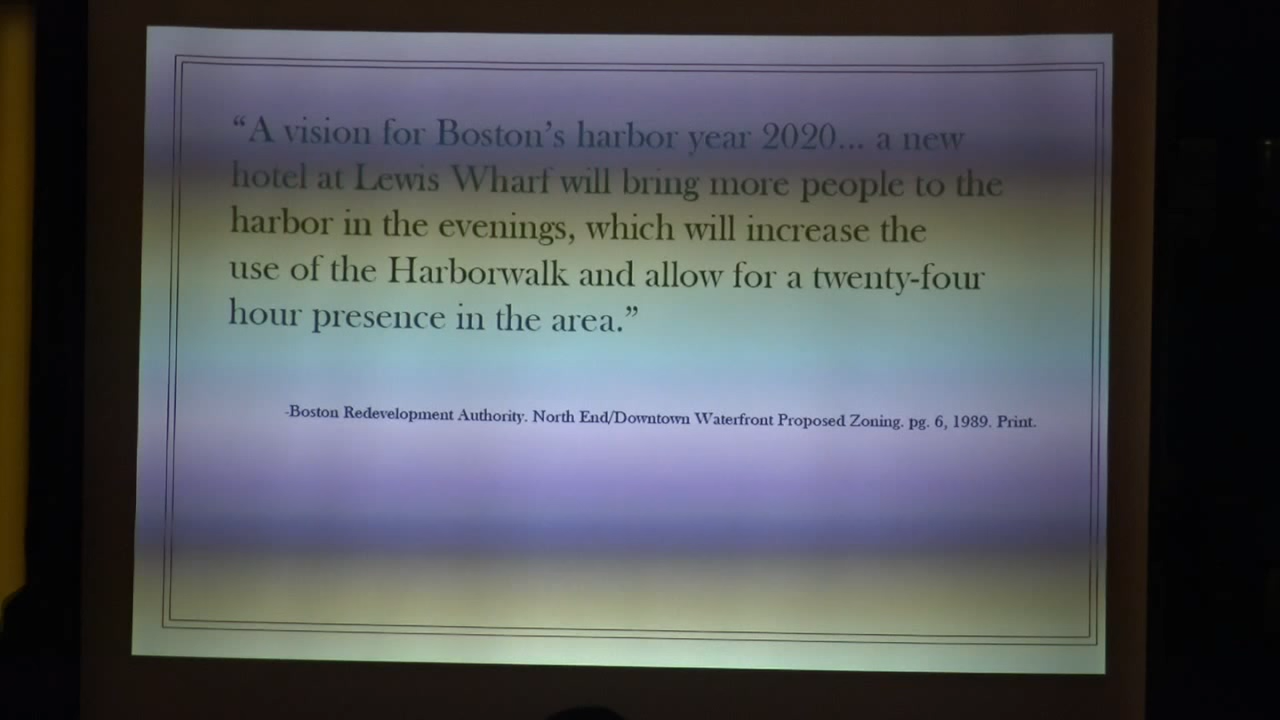 “A vision for Boston’s harbor year 2020... a new
hotel at Lewis Wharf will bring more people to the
harbor in the evenings, which will increase the
use of the Harborwalk and allow for a twenty-four
hour presence in the area.”
-Boston Redevelopment Authority. North End/Downtown Waterfront Proposed Zoning. pg. 6, 1989. Print.